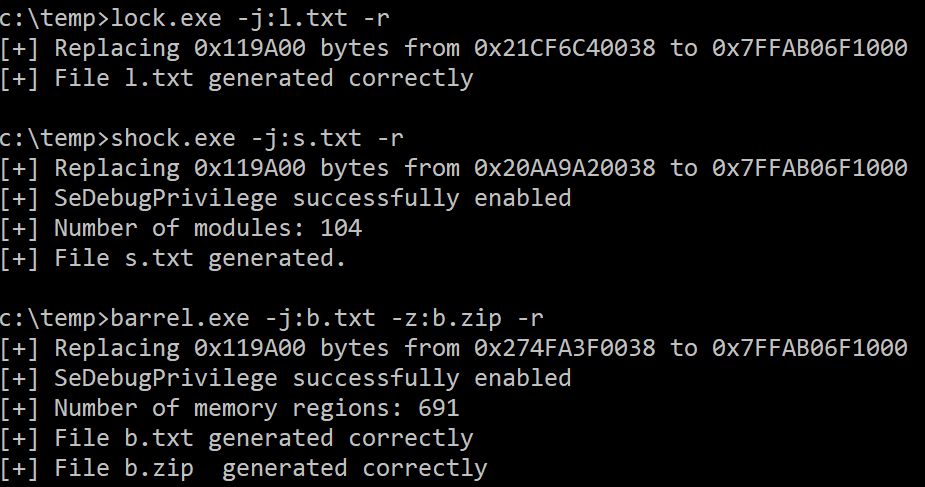 c:\temp>lock.exe -j:l.txt -r
[+] Replacing 0x119A00 bytes from 0x21CF6C40038 to 0x7FFAB06F1000
[+] File l.txt generated correctly
c:\temp>shock.exe -j:s.txt -r
[+] Replacing 0x119A00 bytes from 0x20AA9A20038 to 0x7FFAB06F1000
[+] SeDebugPrivilege successfully enabled
[+] Number of modules: 104
[+] File s.txt generated.
c:\temp>barrel.exe -j:b.txt -z:b.zip -r
[+] Replacing 0x119A00 bytes from 0x274FA3F0038 to 0x7FFAB06F1000
[+] SeDebugPrivilege successfully enabled
[+] Number of memory regions: 691
[+] File b.txt generated correctly
[+] File b.zip  generated correctly